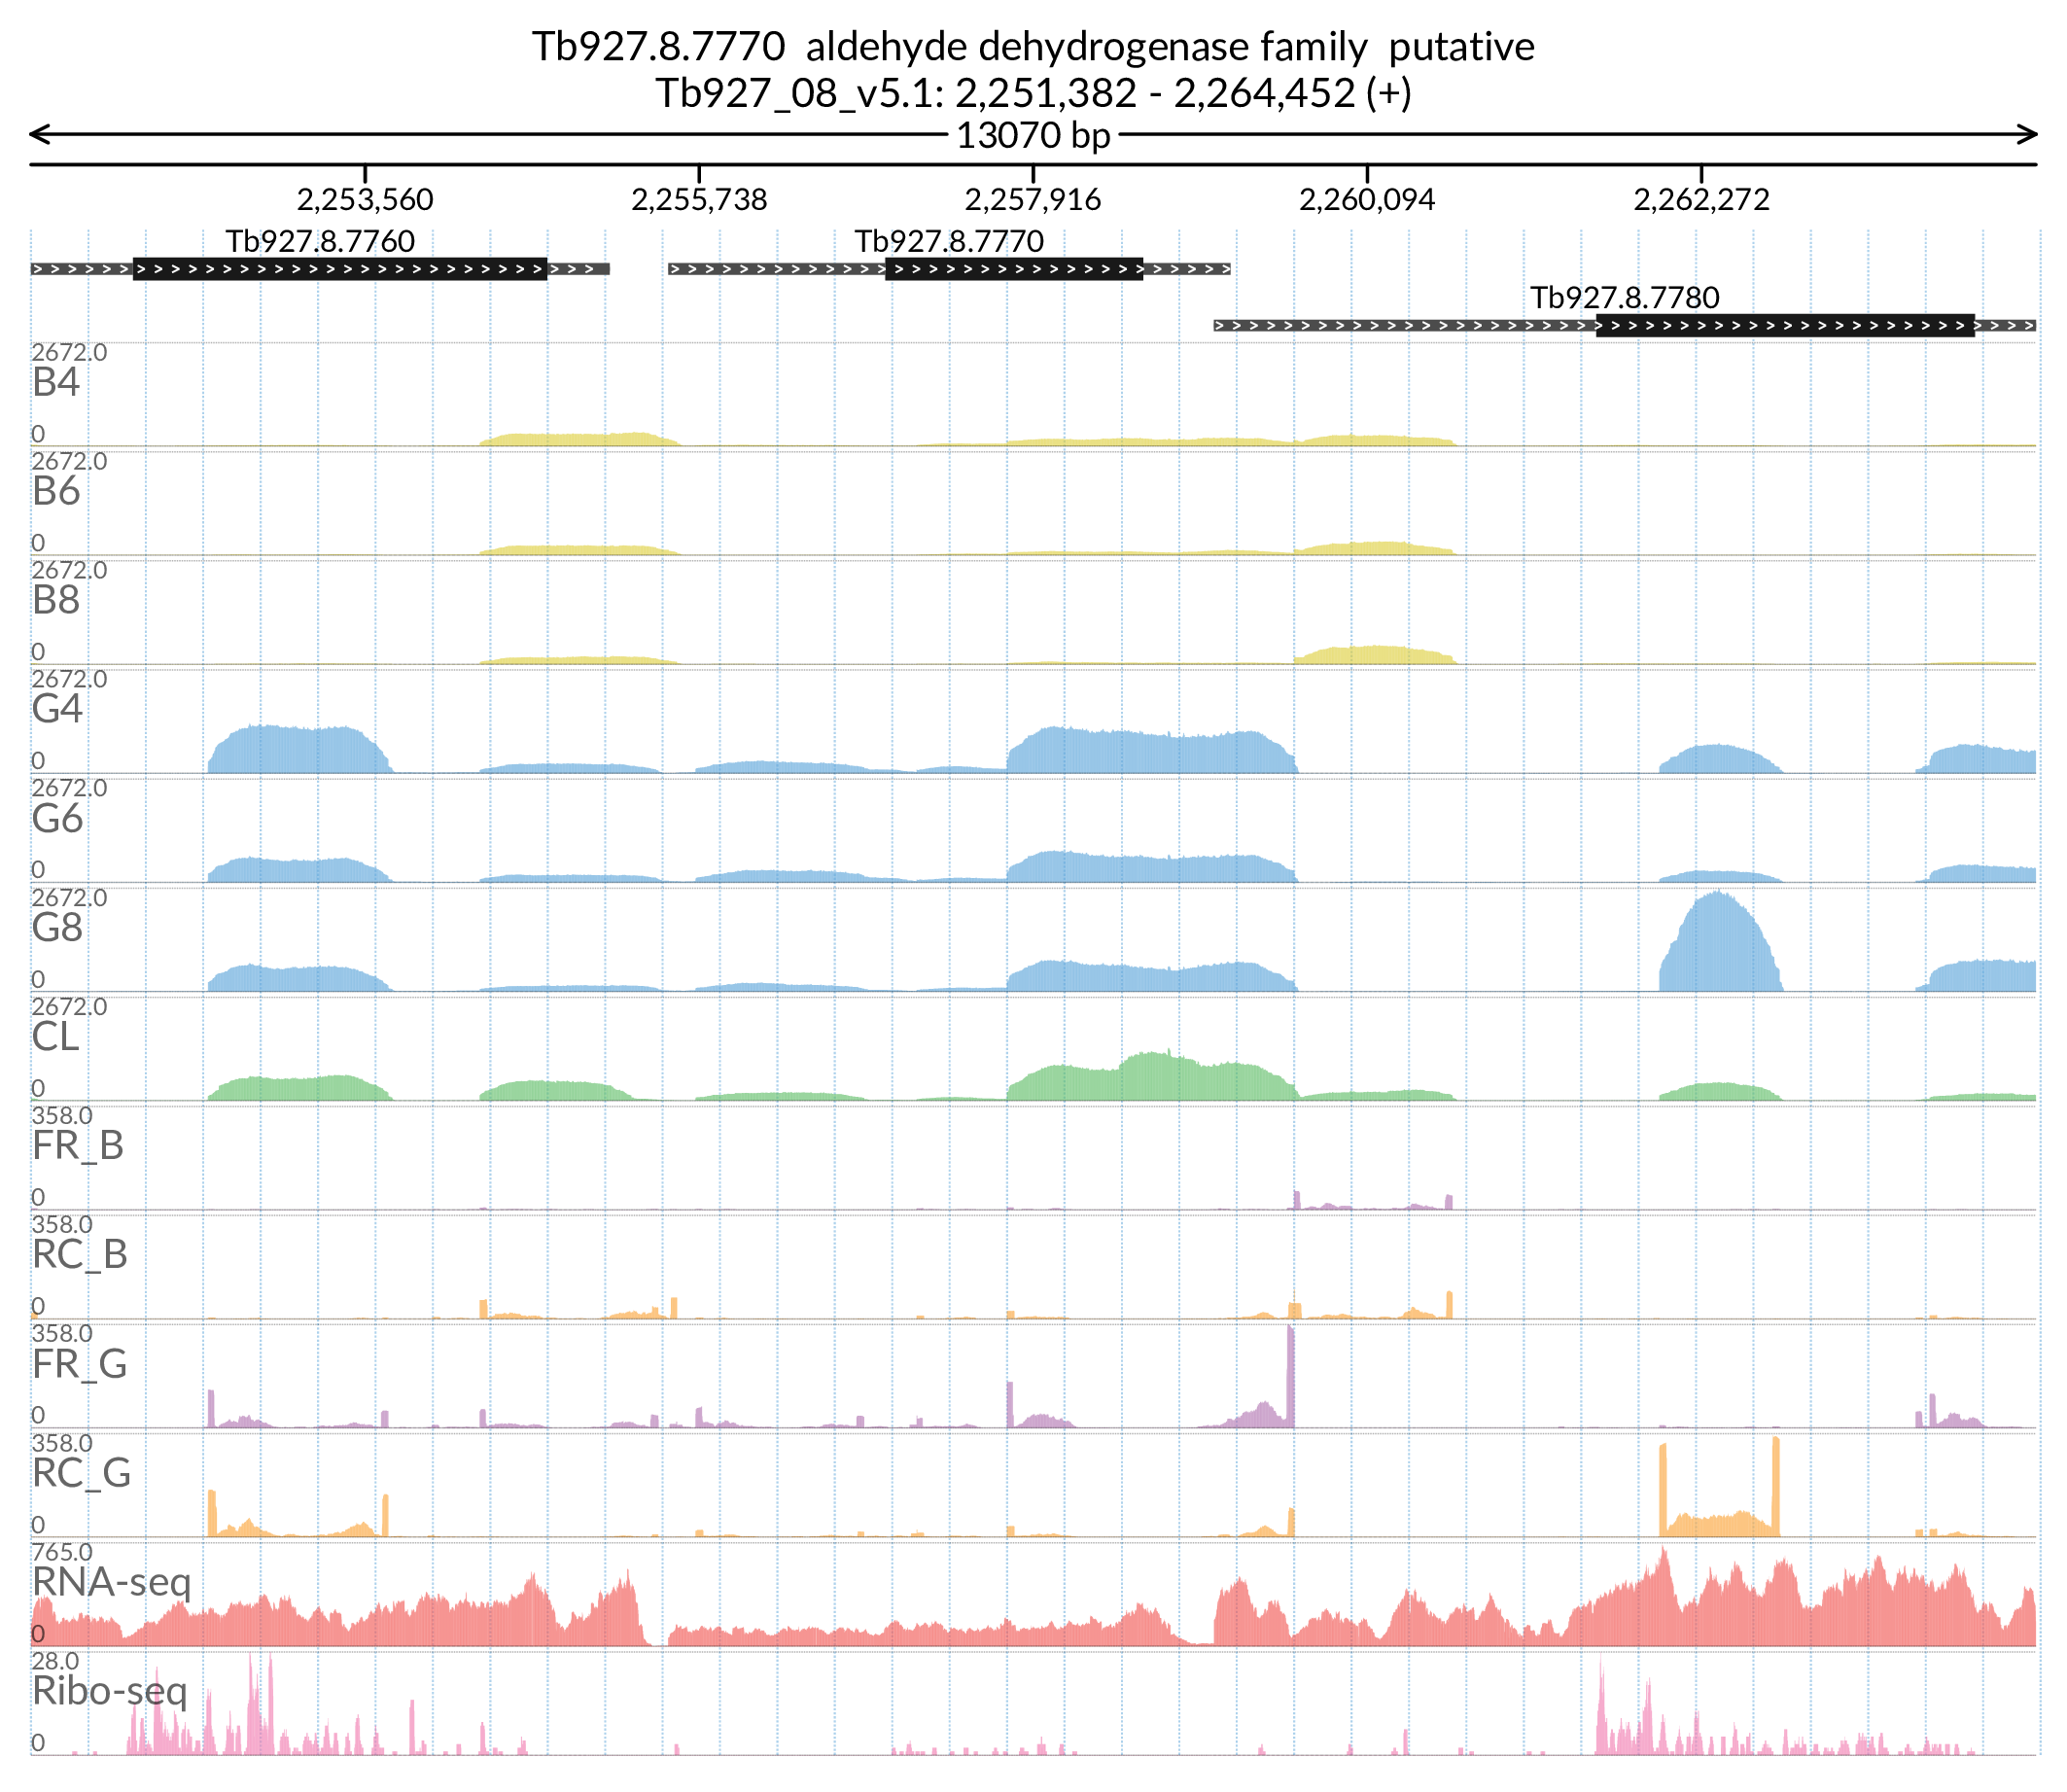 Tb927.8.7770  aldehyde dehydrogenase family  putative
Tb927_08_v5.1: 2,251,382 - 2,264,452 (+)
13070 bp
2,253,560 2,255,738 2,257,916 2,260,094 2,262,272
Tb927.8.7760 Tb927.8.7770
Tb927.8.7780
2672.0
B4
0
2672.0
B6
0
2672.0
B8
0
2672.0
G4
0
2672.0
G6
0
2672.0
G8
0
2672.0
CL
0
358.0
FR_B
0
358.0
RC_B
0
358.0
FR_G
0
358.0
RC_G
0
765.0
RNA-seq
0
28.0
Ribo-seq
0